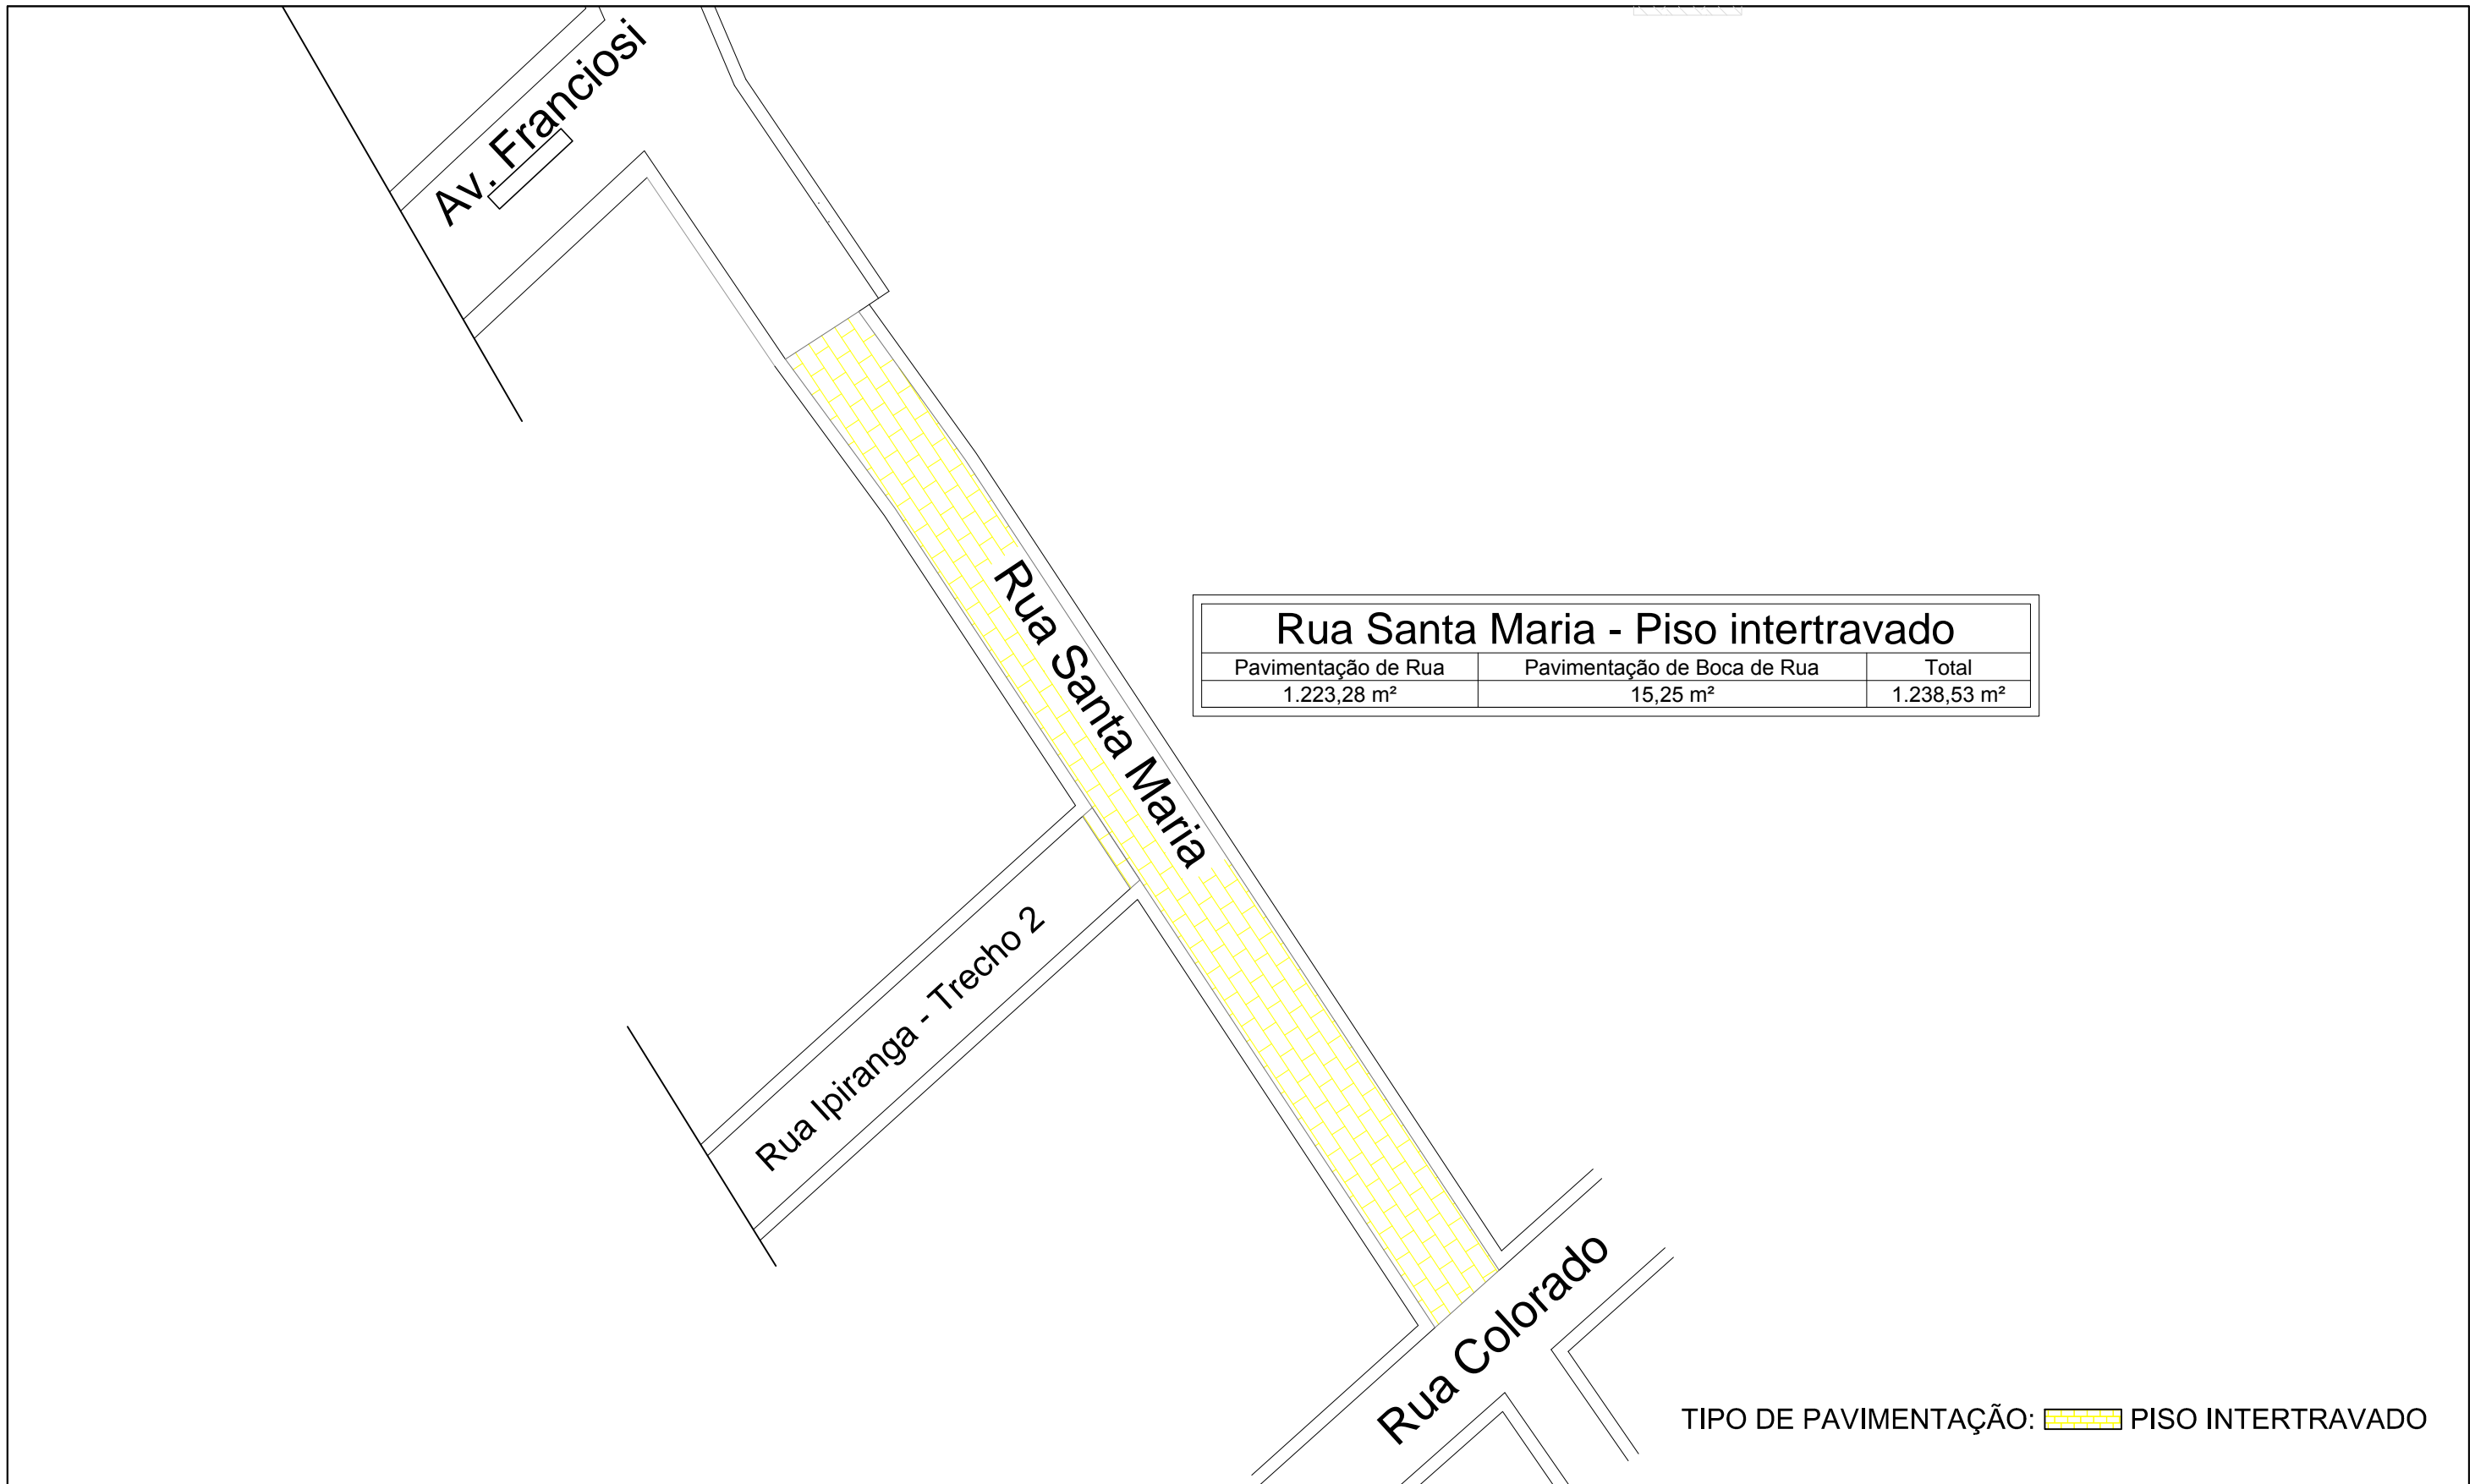 Av. Franciosi
Rua Santa Maria
Rua Santa Maria - Piso intertravado
Pavimentação de Rua Pavimentação de Boca de Rua Total
1.223,28 m² 15,25 m² 1.238,53 m²
Rua Ipiranga - Trecho 2
Rua Colorado
TIPO DE PAVIMENTAÇÃO: PISO INTERTRAVADO